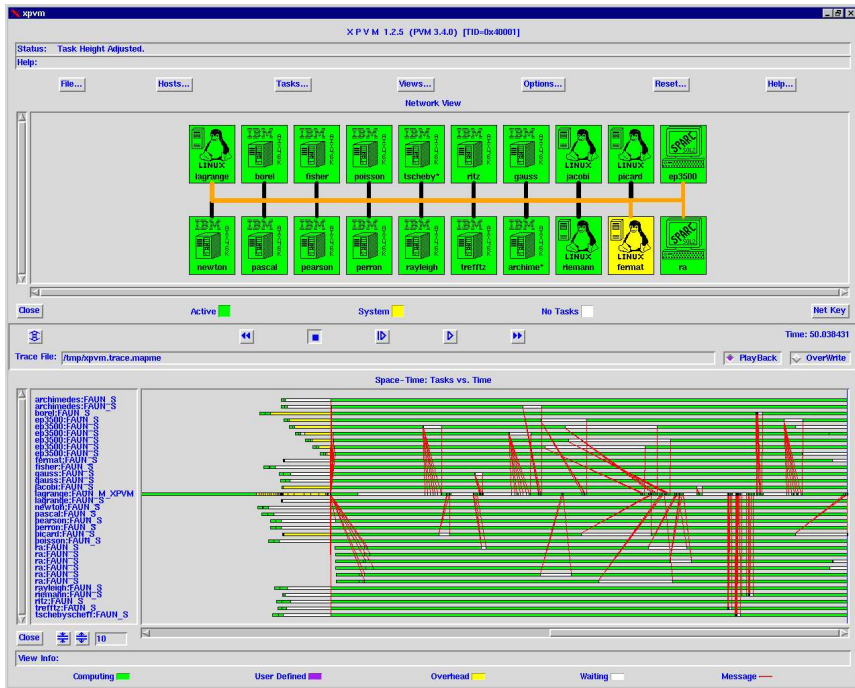 xpvm
X P V M 1.2.5 (PVM 3.4.0) [TID=0x40001]
Status: Task Height Adjusted.
Help:
File... Hosts... Tasks... Views... Options... Reset... Help...
Network View
IBM IBM IBM IBM IBM IBM SPARC
LINUX LINUX LINUX SOL2
lagrange borel fisher poisson tscheby* ritz gauss jacobi picard ep3500
IBM IBM IBM IBM IBM IBM IBM SPARC
LINUX LINUX SOL2
newton pascal pearson perron rayleigh trefftz archime* riemann fermat ra
Close Active System No Tasks Net Key
Time: 50.038431
Trace File: /tmp/xpvm.trace.mapme PlayBack OverWrite
Space-Time: Tasks vs. Time
archimedes:FAUN_S
archimedes:FAUN_S
borel:FAUN_S
ep3500:FAUN_S
ep3500:FAUN_S
ep3500:FAUN_S
ep3500:FAUN_S
ep3500:FAUN_S
ep3500:FAUN_S
fermat:FAUN_S
fisher:FAUN_S
gauss:FAUN_S
gauss:FAUN_S
jacobi:FAUN_S
lagrange:FAUN_M_XPVM
lagrange:FAUN_S
newton:FAUN_S
pascal:FAUN_S
pearson:FAUN_S
perron:FAUN_S
picard:FAUN_S
poisson:FAUN_S
ra:FAUN_S
ra:FAUN_S
ra:FAUN_S
ra:FAUN_S
ra:FAUN_S
ra:FAUN_S
rayleigh:FAUN_S
riemann:FAUN_S
ritz:FAUN_S
trefftz:FAUN_S
tschebyscheff:FAUN_S
Close 10
View Info:
Computing User Defined Overhead Waiting Message